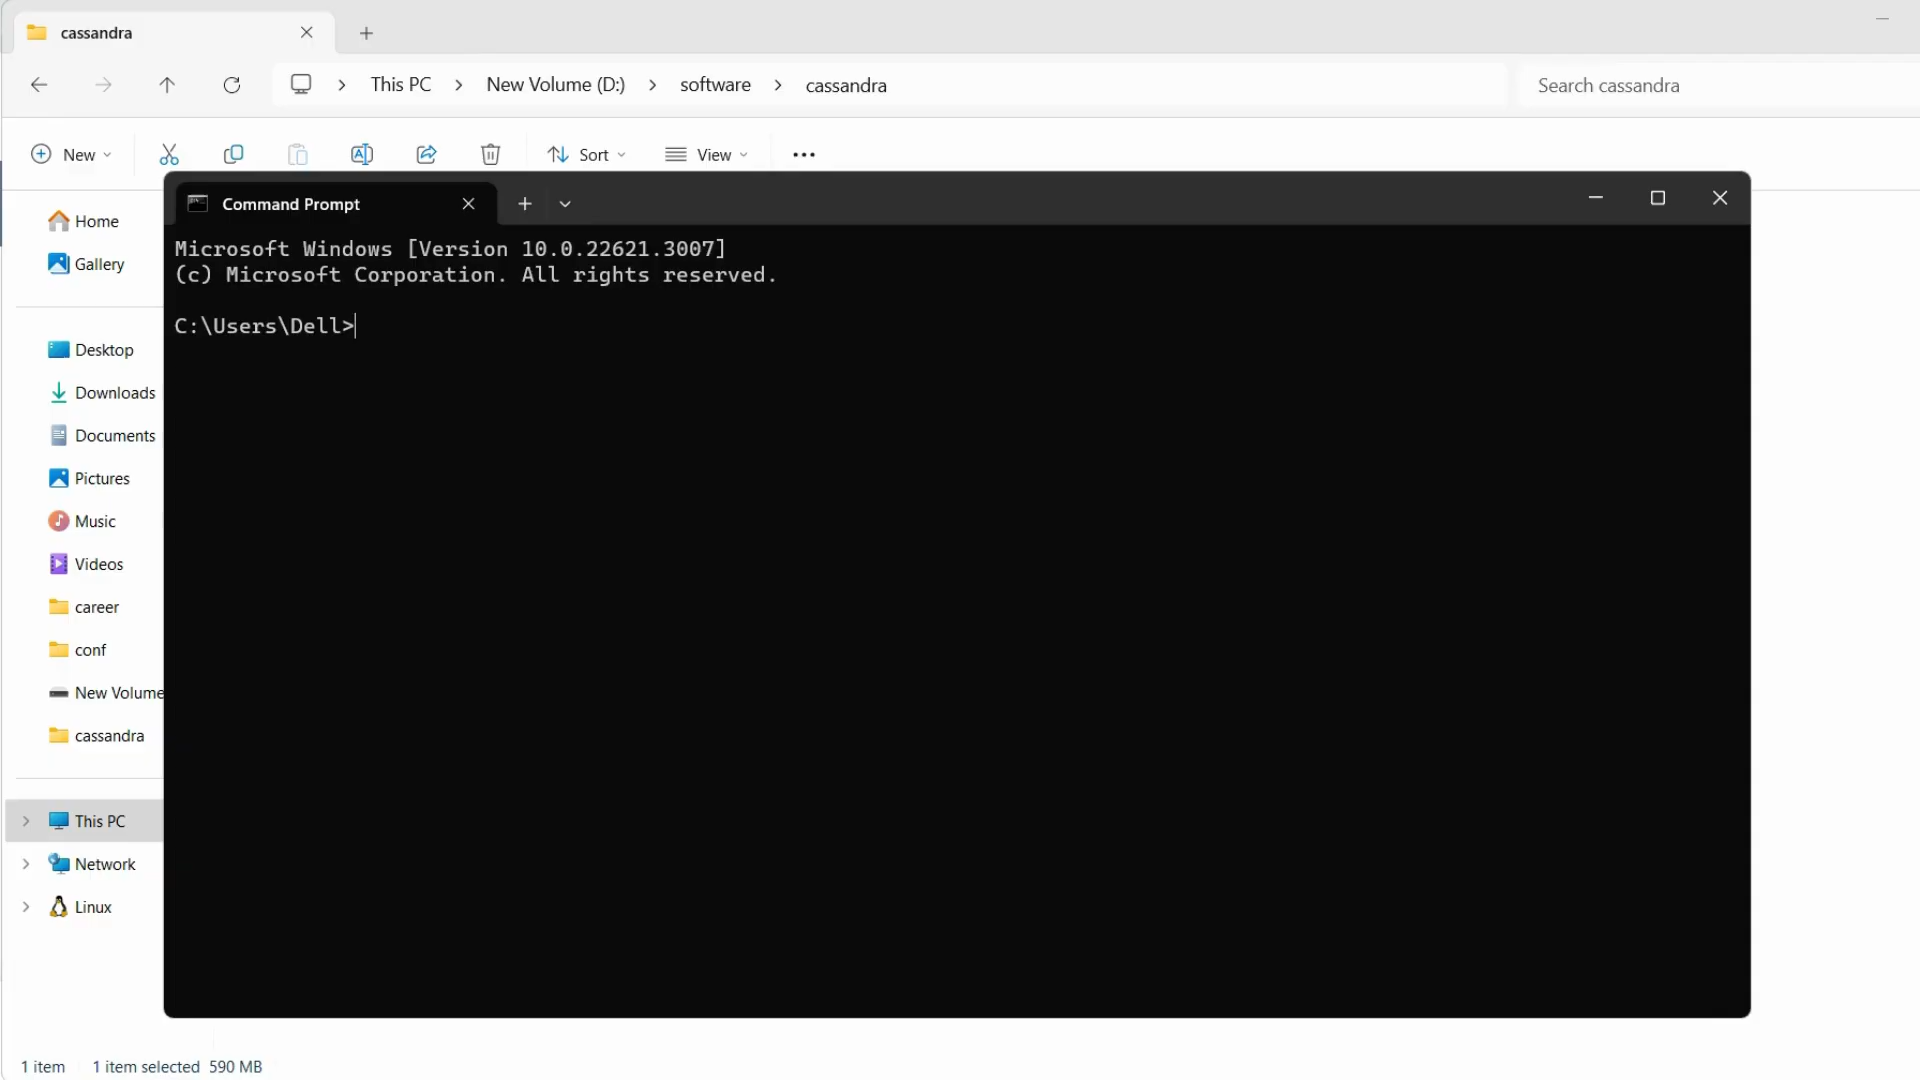 cassandra
This PC > New Volume (D:) > software > cassandra
Search cassandra
New
Sort
View
Command Prompt
Microsoft Windows [Version 10.0.22621.3007]
(c) Microsoft Corporation. All rights reserved.
C:\Users\Dell>
Home
Gallery
Desktop
Downloads
Documents
Pictures
Music
Videos
career
conf
New Volume
cassandra
This PC
Network
Linux
1 item 1 item selected 590 MB